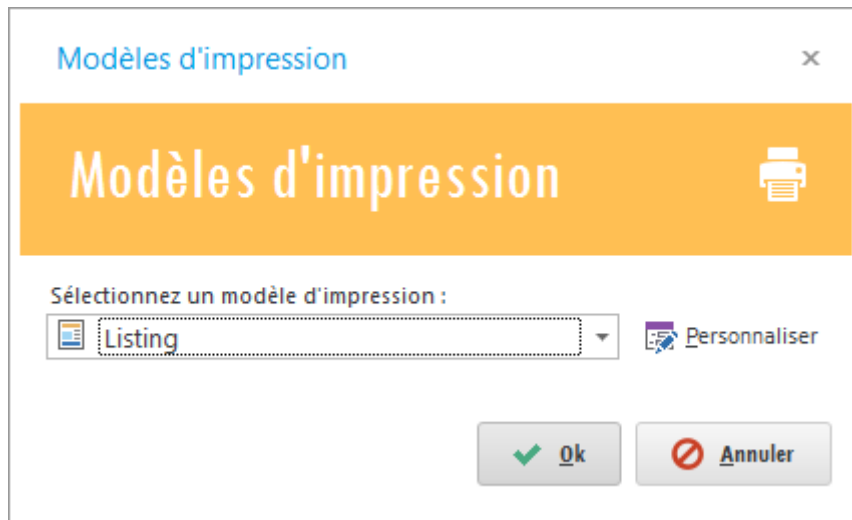 Modèles d'impression
Modèles d'impression
Sélectionnez un modèle d'impression :
Listing
Personnaliser
Ok
Annuler